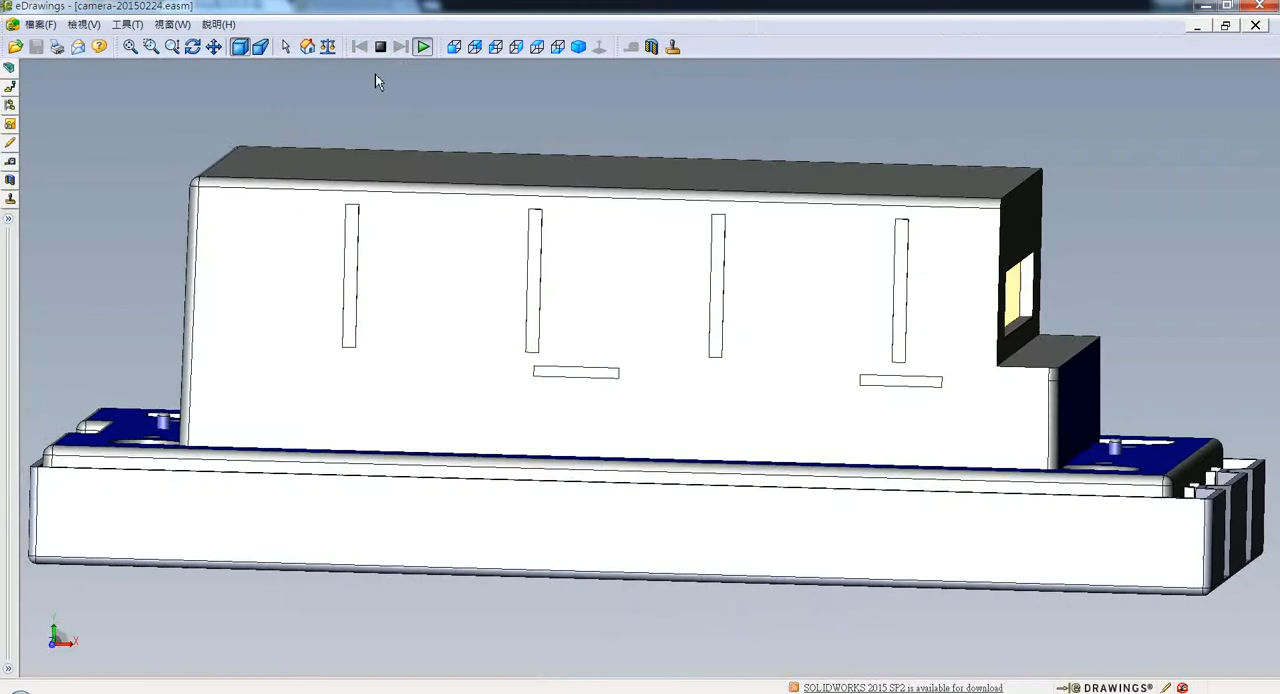 eDrawings - [camera-20150224.easm]
檔案(F) 檢視(V) 工具(T) 視窗(W) 說明(H)
X
SOLIDWORKS 2015 SP2 is available for download
DRAWINGS®